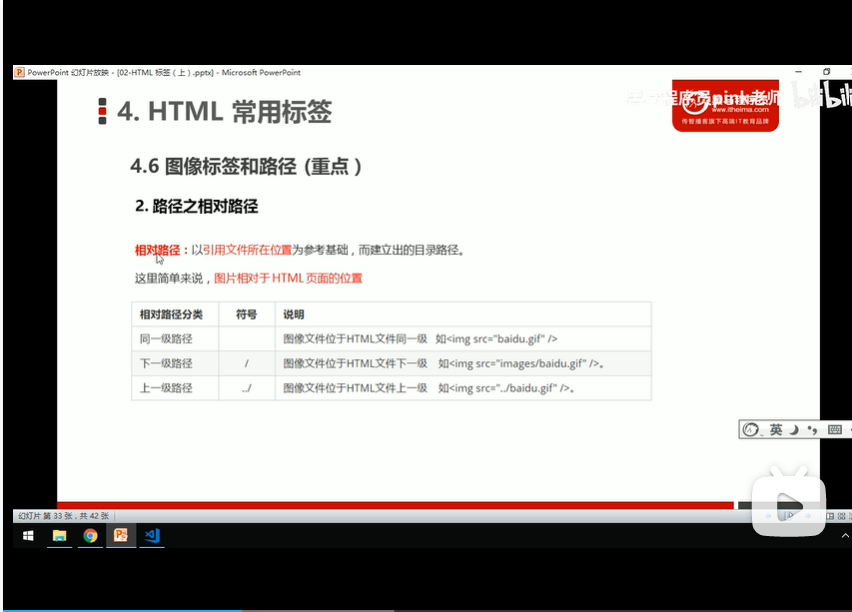 PowerPoint 幻灯片放映 - [02-HTML 标签（上）.pptx] - Microsoft PowerPoint
4. HTML 常用标签
程序员pink老师
bilibili
www.itheima.com
传智播客旗下高端IT教育品牌
4.6 图像标签和路径 (重点）
2. 路径之相对路径
相对路径：以引用文件所在位置为参考基础，而建立出的目录路径。
这里简单来说，图片相对于 HTML 页面的位置
相对路径分类 符号 说明
同一级路径 图像文件位于HTML文件同一级 如<img src="baidu.gif" />
下一级路径 / 图像文件位于HTML文件下一级 如<img src="images/baidu.gif" />。
上一级路径 ../ 图像文件位于HTML文件上一级 如<img src="../baidu.gif" />。
英
幻灯片 第 33 张，共 42 张